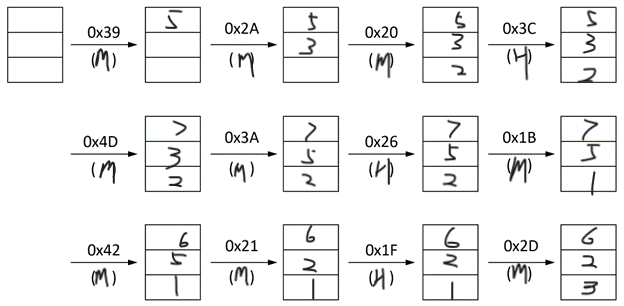 0x39 5 0x2A 5 0x20 5 0x3C 5
(M) (M) 3 (M) 3 (H) 3
2 2
0x4D 7 0x3A 7 0x26 7 0x1B 7
(M 3 (M) 5 (H) 5 (M) 5
2 2 2 1
0x42 6 0x21 6 0x1F 6 0x2D 6
(M) 5 (M) 2 (H) 2 (M) 2
1 1 1 3